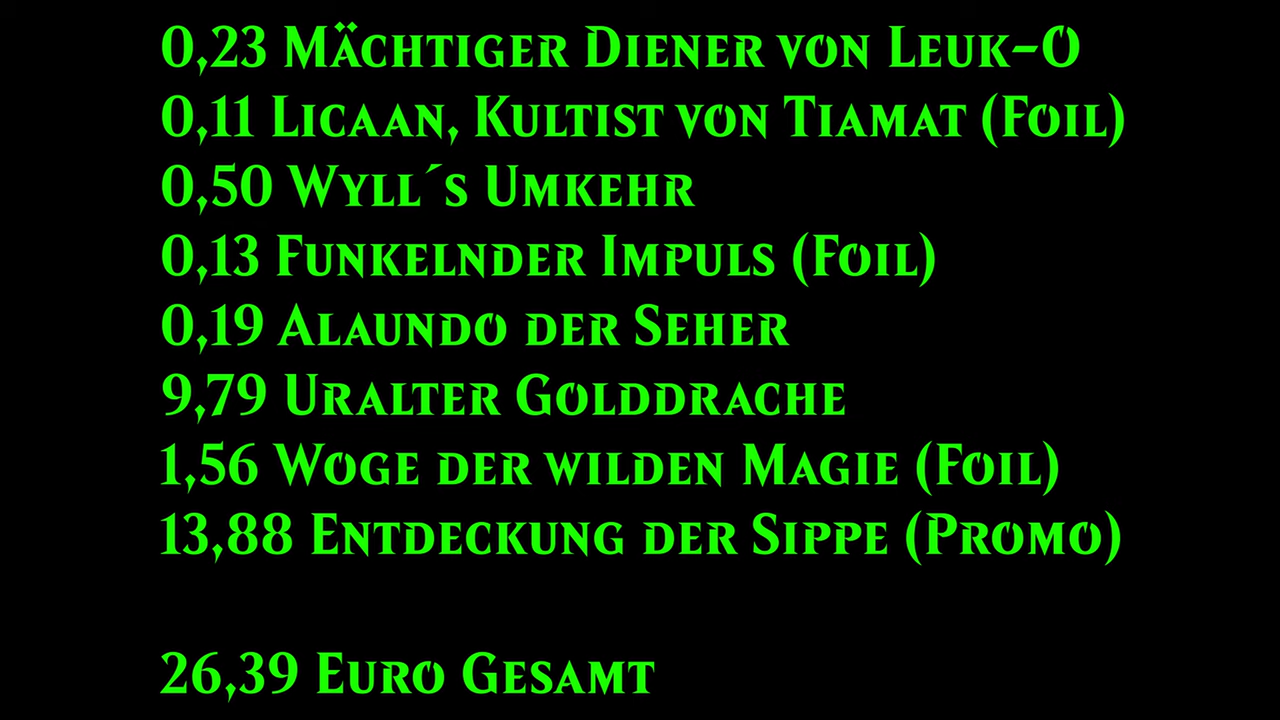 0,23 Mächtiger Diener von Leuk-O
0,11 Licaan, Kultist von Tiamat (Foil)
0,50 Wyll´s Umkehr
0,13 Funkelnder Impuls (Foil)
0,19 Alaundo der Seher
9,79 Uralter Golddrache
1,56 Woge der wilden Magie (Foil)
13,88 Entdeckung der Sippe (Promo)
26,39 Euro Gesamt